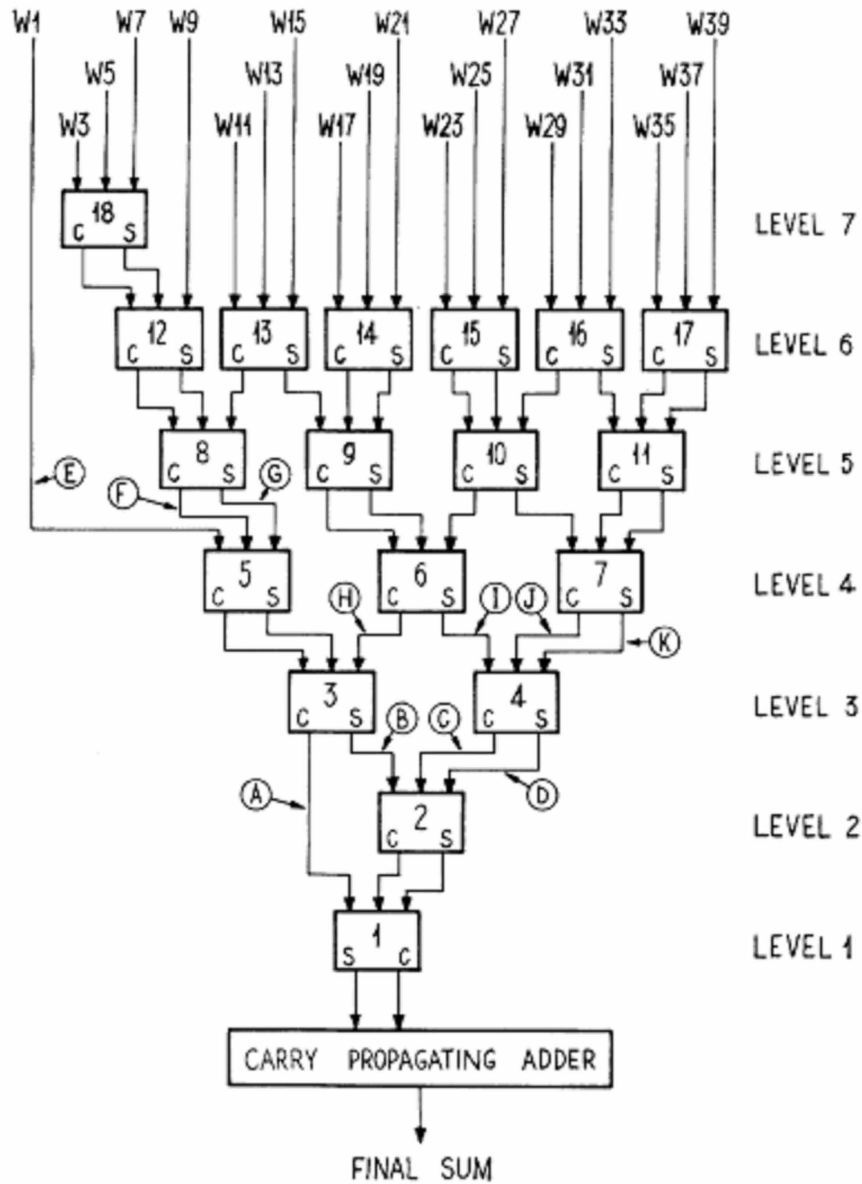 W1 W7 W9 W15 W21 W27 W33 W39
W5 W13 W19 W25 W31 W37
W3 W11 W17 W23 W29 W35
18
C S
LEVEL 7
12 13 14 15 16 17
C S C S C S C S C S C S
LEVEL 6
8 9 10 11
C S C S C S C S
LEVEL 5
E F G
5 6 7
C S C S C S
LEVEL 4
H I J K
3 4
C S C S
LEVEL 3
B C
A D
2
C S
LEVEL 2
1
S C
LEVEL 1
CARRY PROPAGATING ADDER
FINAL SUM